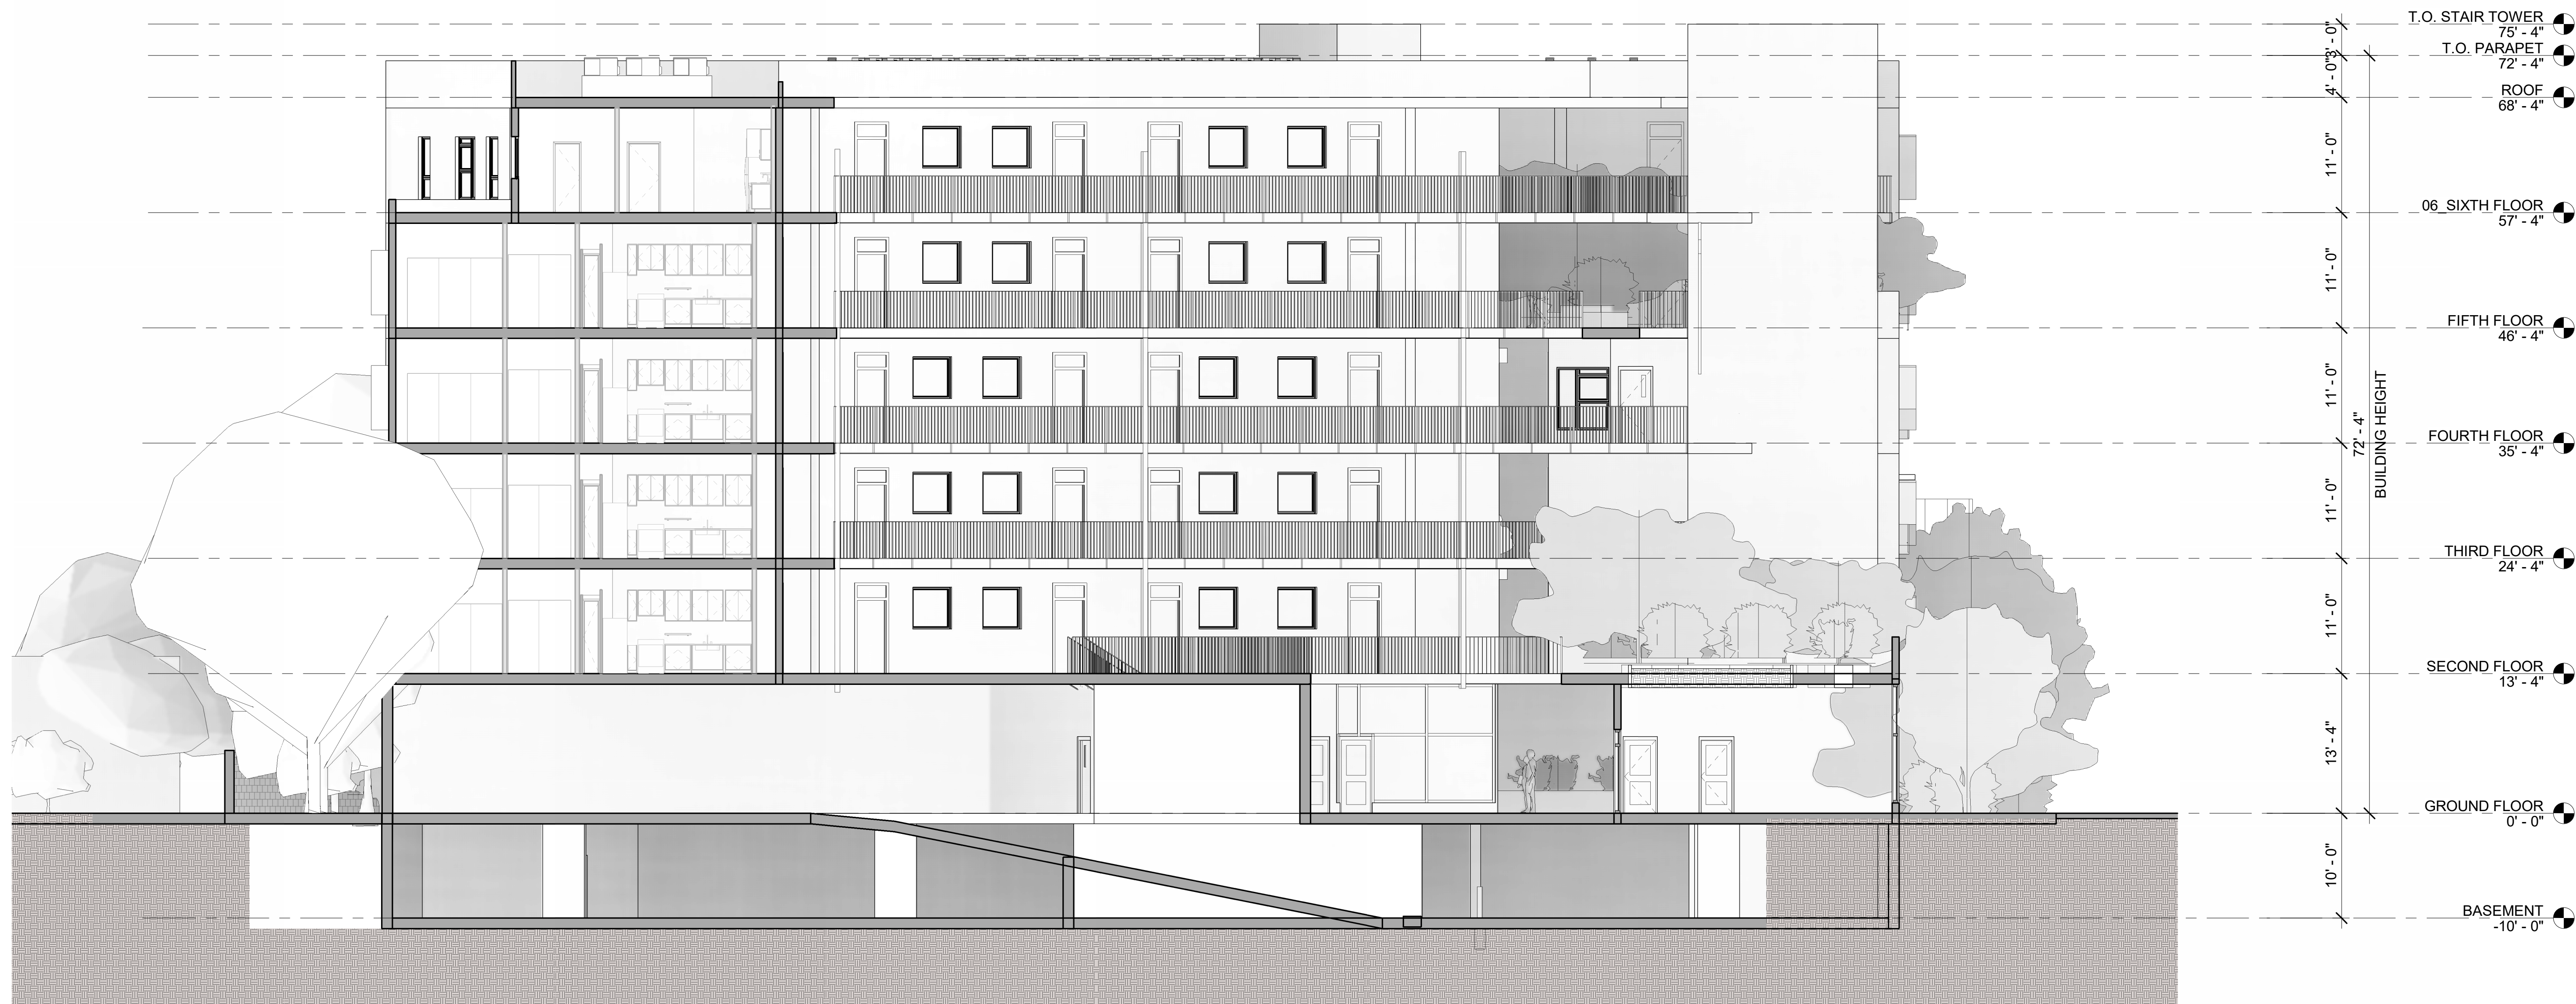 T.O. STAIR TOWER
75' - 4"
3' - 0"
T.O. PARAPET
72' - 4"
4' - 0"
ROOF
68' - 4"
11' - 0"
06_SIXTH FLOOR
57' - 4"
11' - 0"
FIFTH FLOOR
46' - 4"
11' - 0"
72' - 4"
BUILDING HEIGHT
FOURTH FLOOR
35' - 4"
11' - 0"
THIRD FLOOR
24' - 4"
11' - 0"
SECOND FLOOR
13' - 4"
13' - 4"
GROUND FLOOR
0' - 0"
10' - 0"
BASEMENT
-10' - 0"